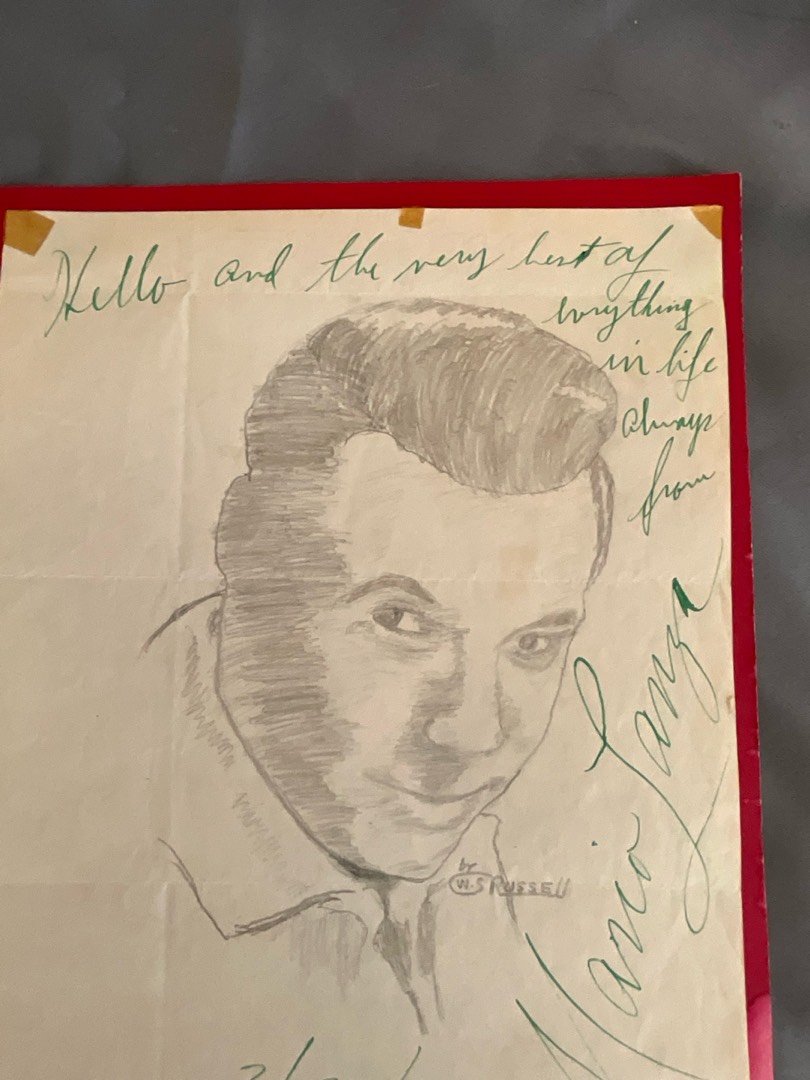 Hello and the very best of
everything
in life
always
from
Mario Lanza
by
W.S RUSSELL